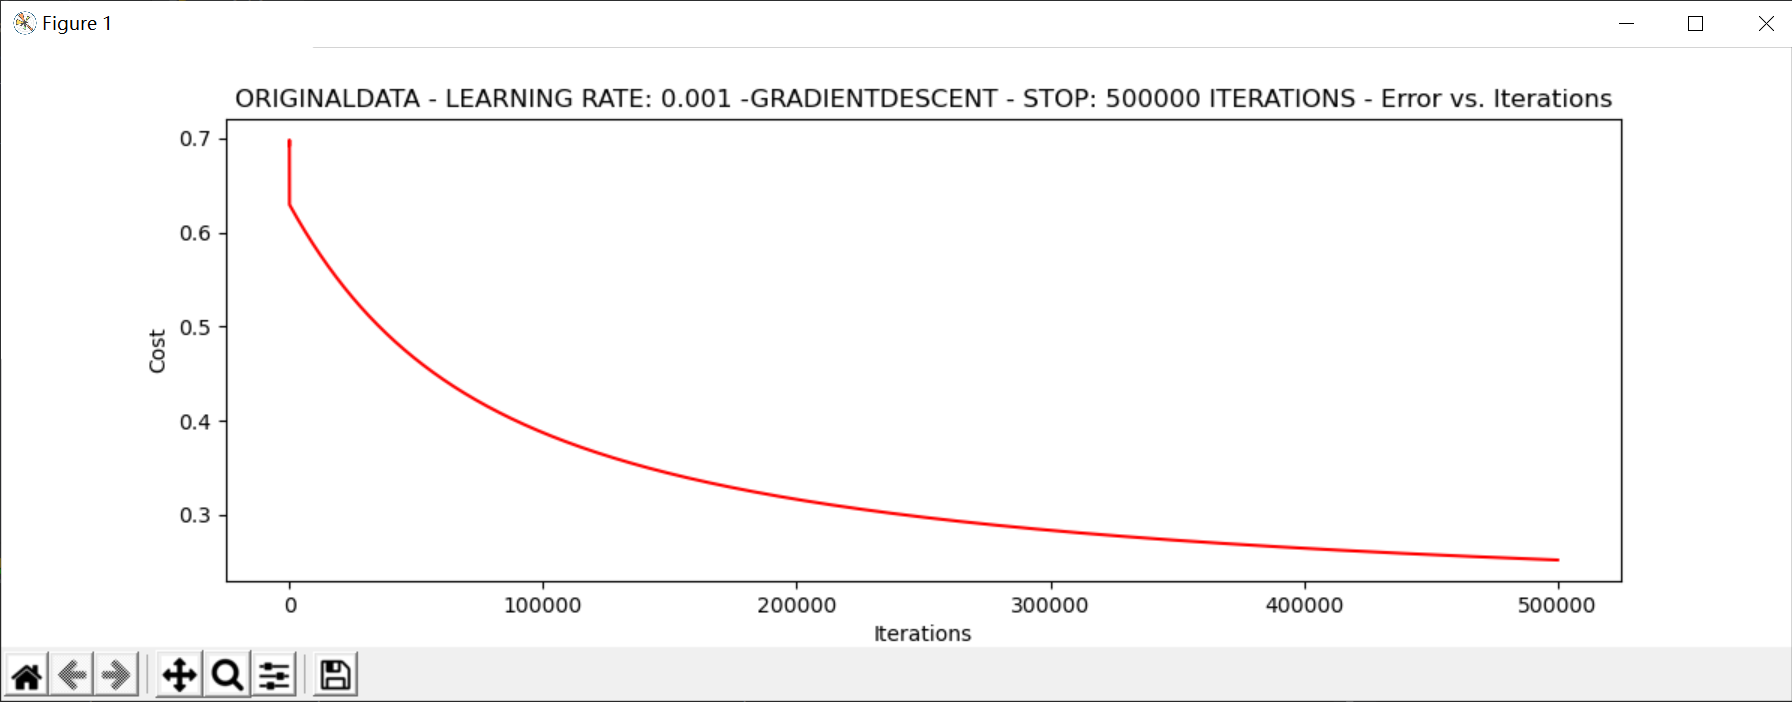 Figure 1
ORIGINALDATA - LEARNING RATE: 0.001 -GRADIENTDESCENT - STOP: 500000 ITERATIONS - Error vs. Iterations
0.7
0.6
0.5
0.4
0.3
Cost
0 100000 200000 300000 400000 500000
Iterations